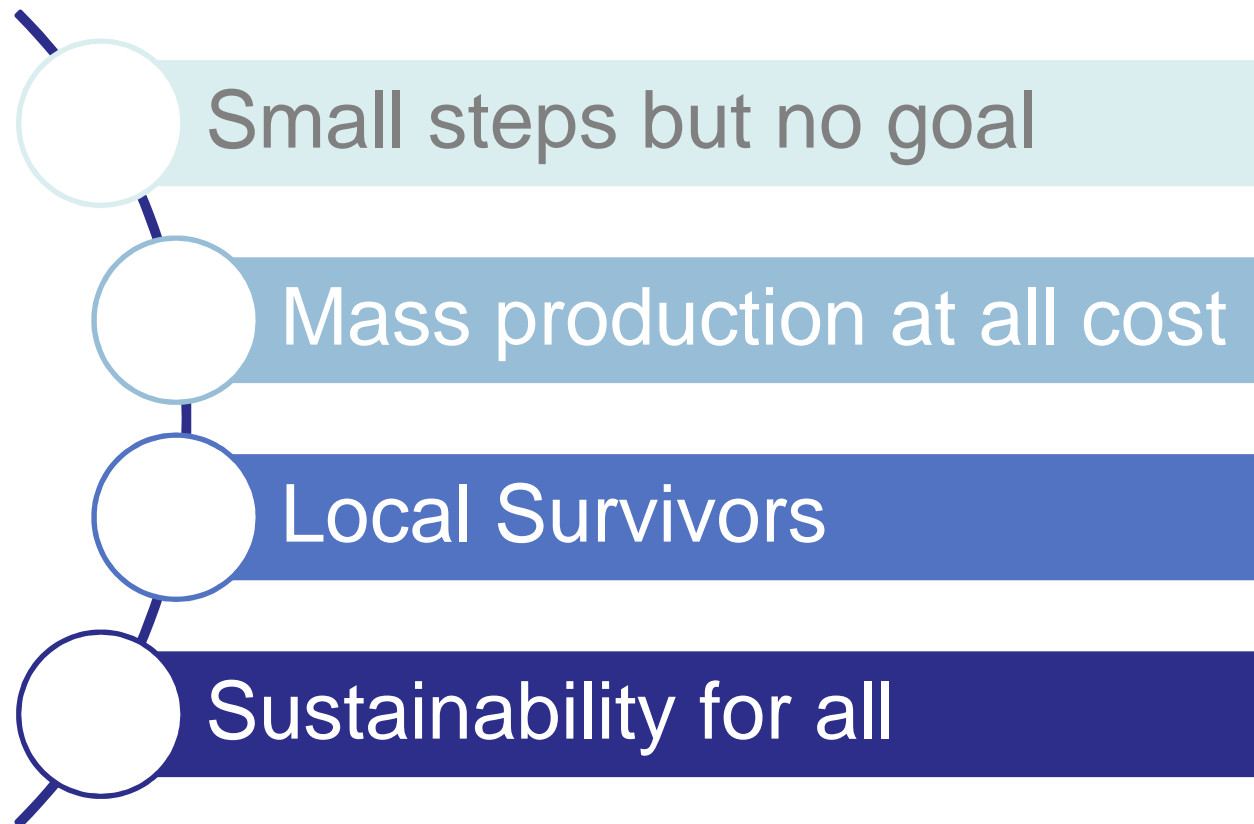 Small steps but no goal
Mass production at all cost
Local Survivors
Sustainability for all